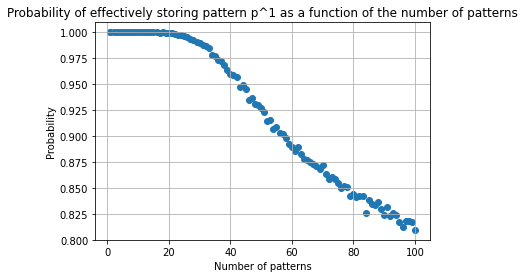 Probability of effectively storing pattern p^1 as a function of the number of patterns
1.000
0.975
0.950
0.925
0.900
0.875
0.850
0.825
0.800
Probability
0 20 40 60 80 100
Number of patterns